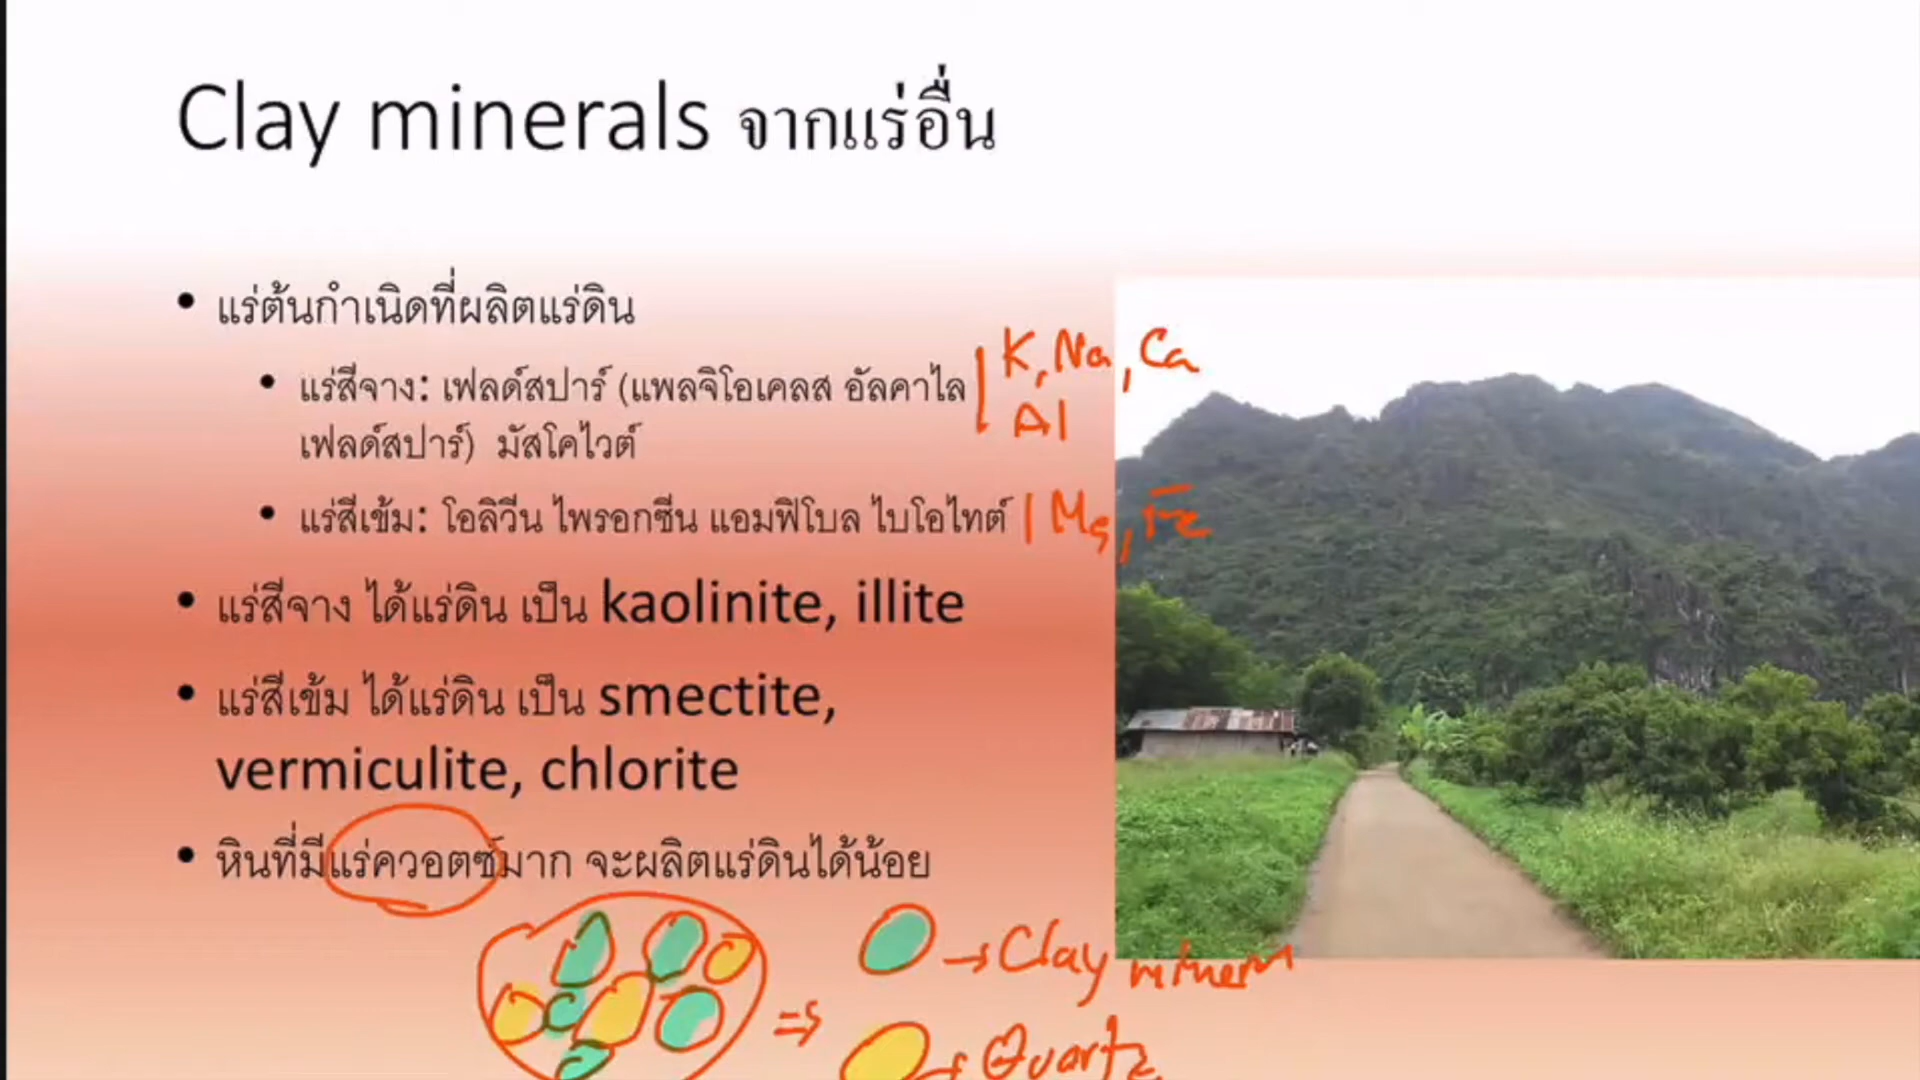 Clay minerals จากแร่อื่น
• แร่ต้นกำเนิดที่ผลิตแร่ดิน
• แร่สีจาง: เฟลด์สปาร์ (แพลจิโอเคลส อัลคาไล
เฟลด์สปาร์) มัสโคไวต์
K, Na, Ca
Al
• แร่สีเข้ม: โอลิวีน ไพรอกซีน แอมฟิโบล ไบโอไทต์
Mg, Fe
• แร่สีจาง ได้แร่ดิน เป็น kaolinite, illite
• แร่สีเข้ม ได้แร่ดิน เป็น smectite,
vermiculite, chlorite
• หินที่มีแร่ควอตซ์มาก จะผลิตแร่ดินได้น้อย
→ Clay mineral
⇒
→ Quartz